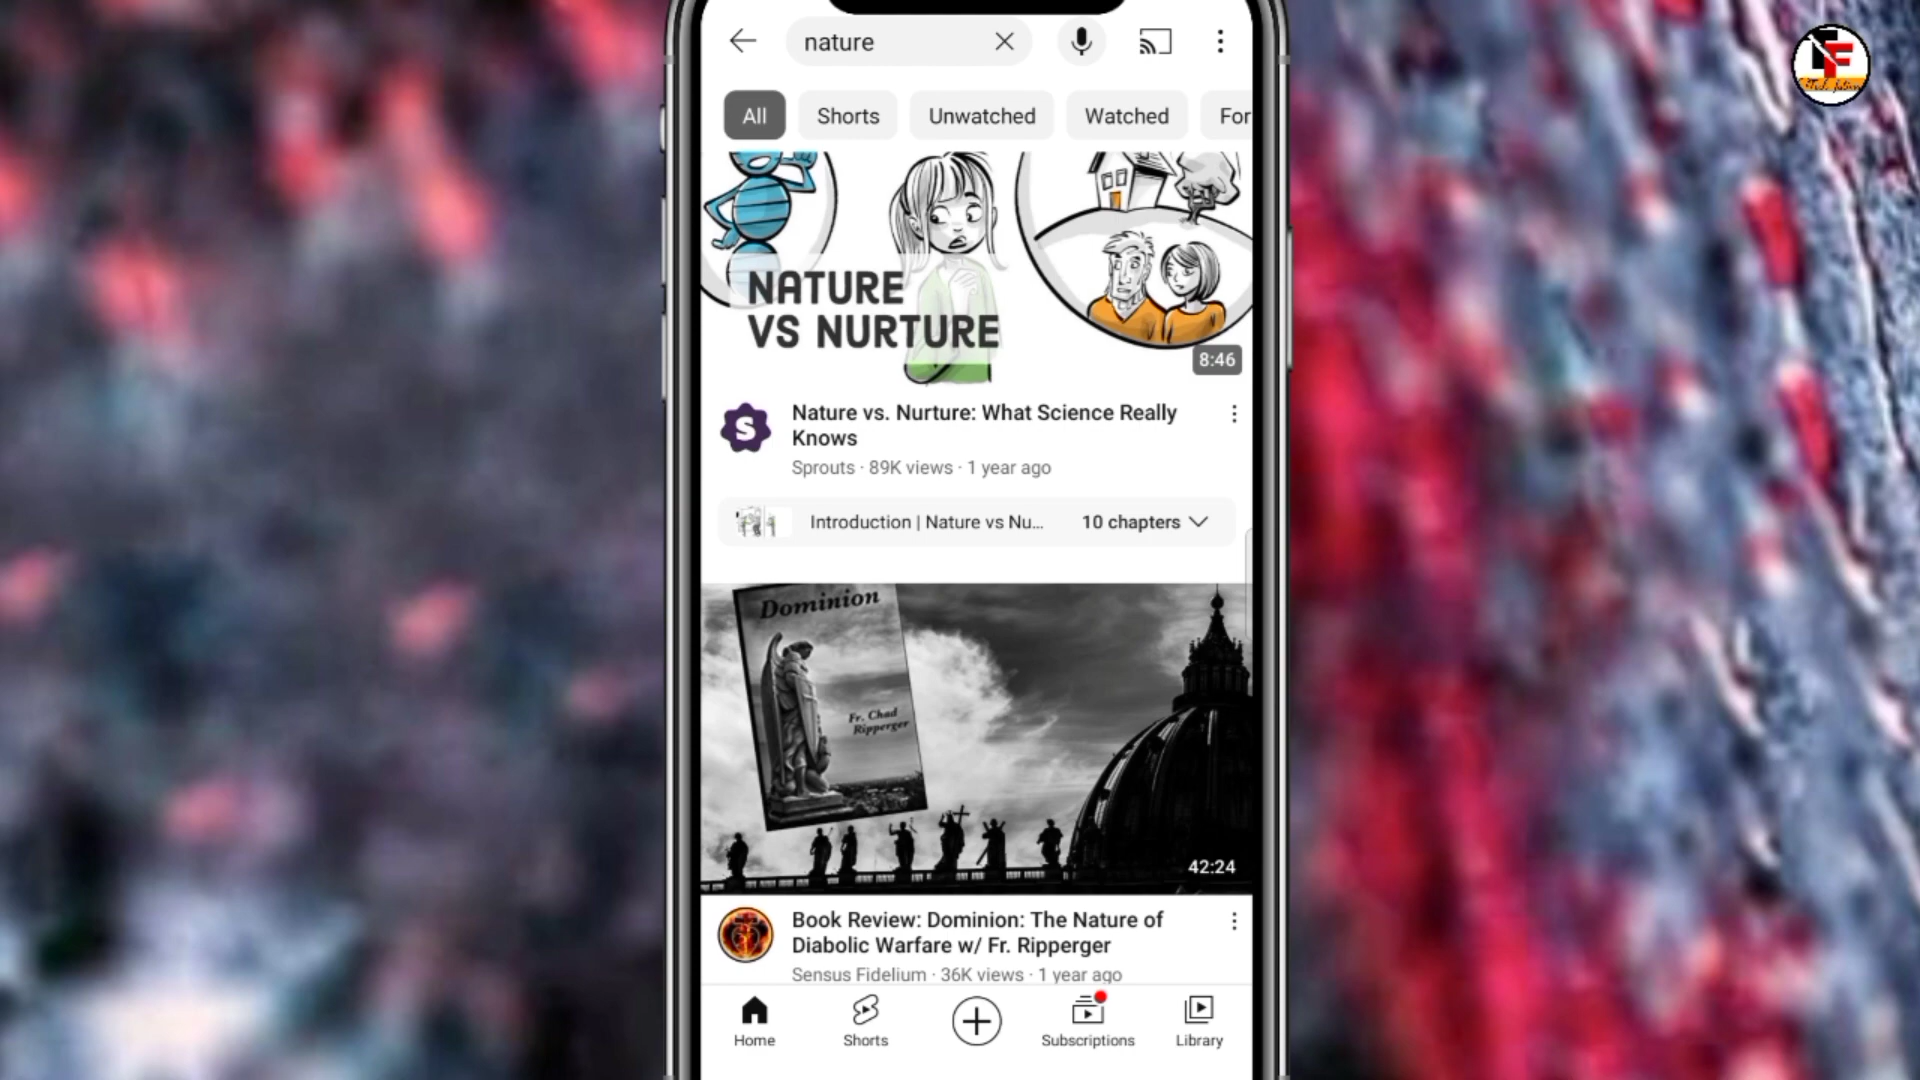 nature
All Shorts Unwatched Watched For
NATURE
VS NURTURE
8:46
Nature vs. Nurture: What Science Really
Knows
Sprouts · 89K views · 1 year ago
Introduction | Nature vs Nu... 10 chapters
Dominion
Fr. Chad
Ripperger
42:24
Book Review: Dominion: The Nature of
Diabolic Warfare w/ Fr. Ripperger
Sensus Fidelium · 36K views · 1 year ago
Home Shorts Subscriptions Library
S
TF